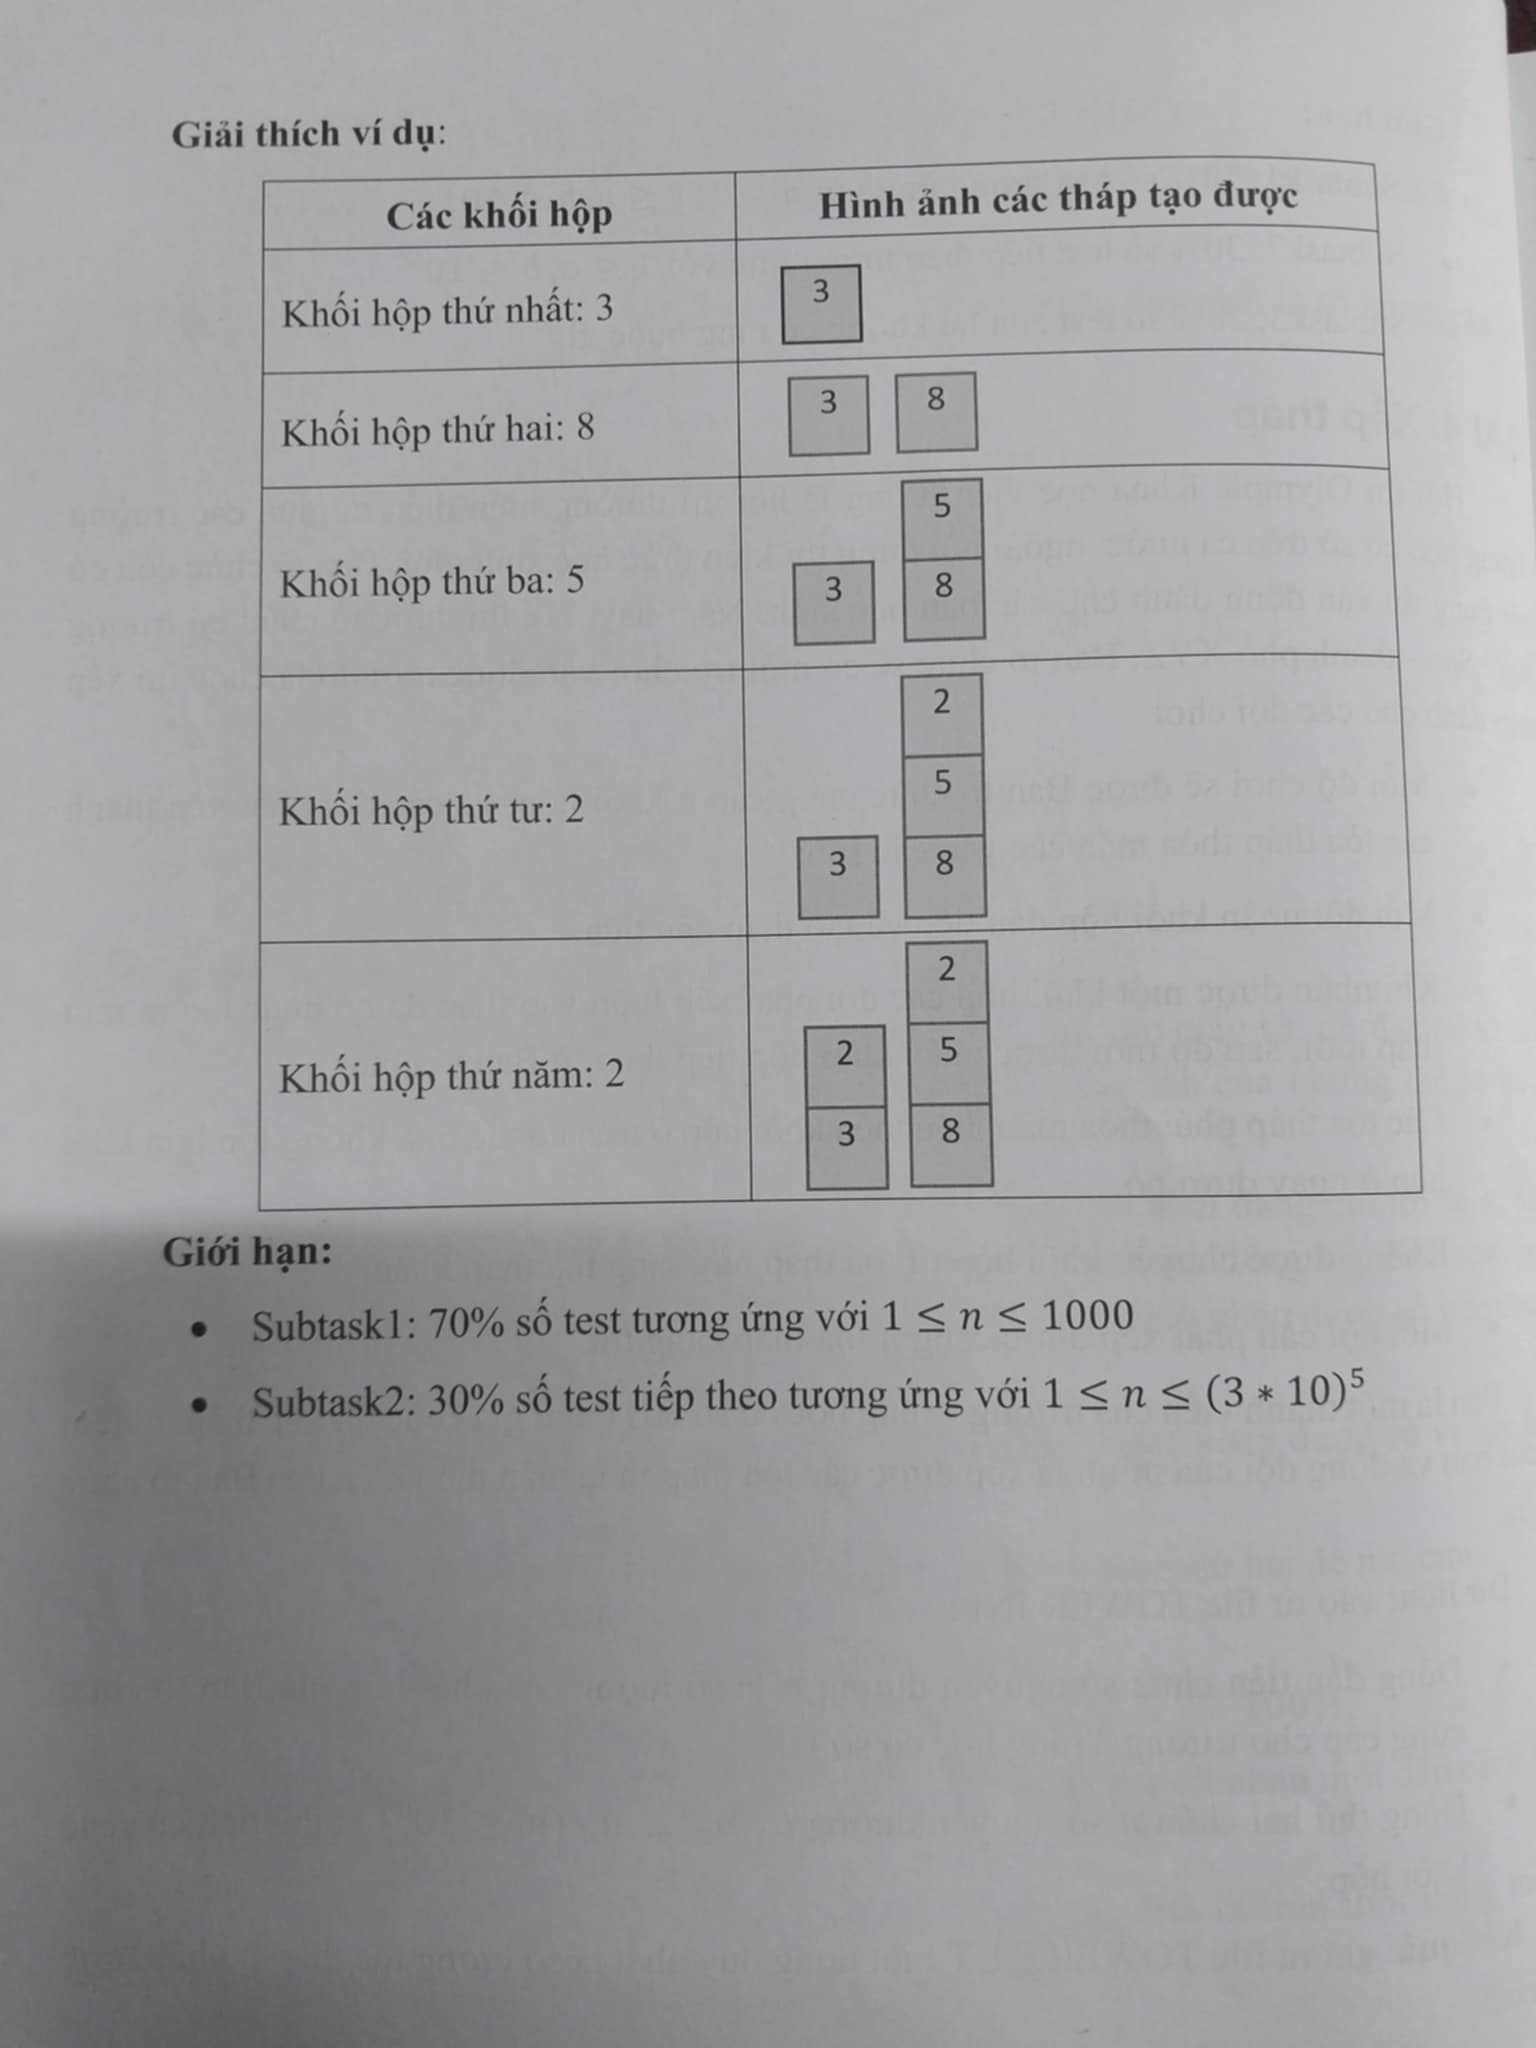 Giải thích ví dụ:
Các khối hộp
Hình ảnh các tháp tạo được
Khối hộp thứ nhất: 3
3
Khối hộp thứ hai: 8
3 8
Khối hộp thứ ba: 5
5
3 8
Khối hộp thứ tư: 2
2
5
3 8
Khối hộp thứ năm: 2
2
2 5
3 8
Giới hạn:
• Subtask1: 70% số test tương ứng với 1 ≤ n ≤ 1000
• Subtask2: 30% số test tiếp theo tương ứng với 1 ≤ n ≤ (3 * 10)⁵